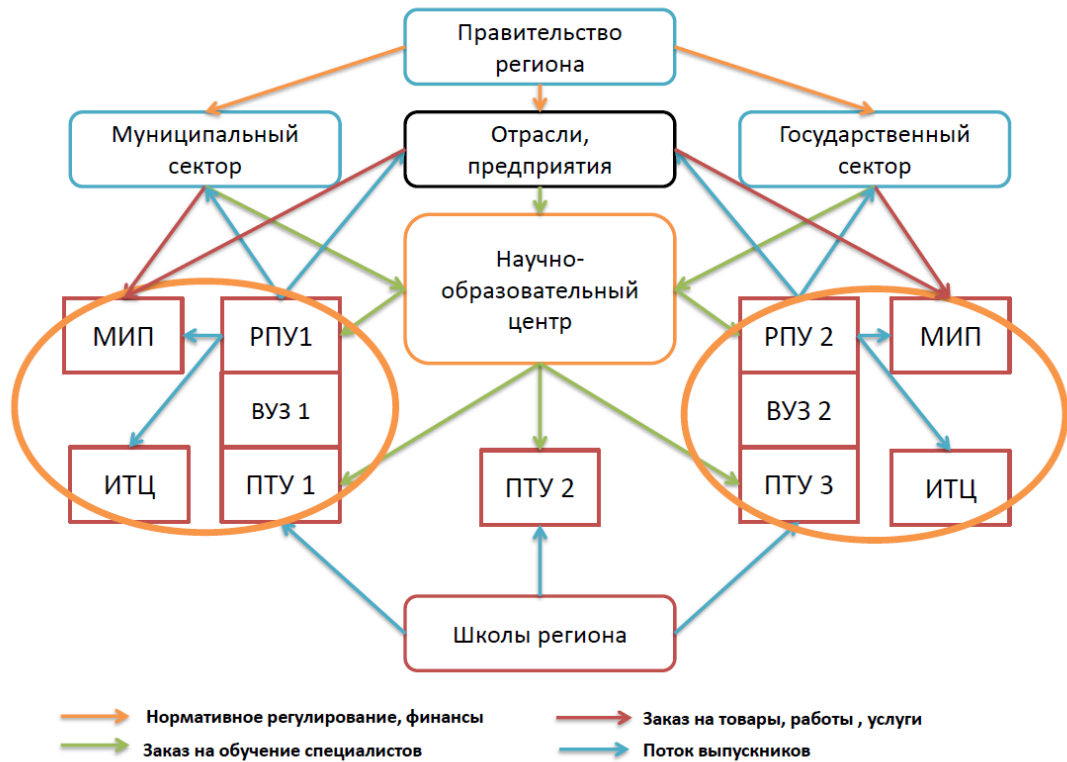 Правительство
региона
Муниципальный
сектор
Отрасли,
предприятия
Государственный
сектор
Научно-
образовательный
центр
МИП
РПУ1
РПУ 2
МИП
ВУЗ 1
ВУЗ 2
ИТЦ
ПТУ 1
ПТУ 2
ПТУ 3
ИТЦ
Школы региона
Нормативное регулирование, финансы
Заказ на товары, работы , услуги
Заказ на обучение специалистов
Поток выпускников